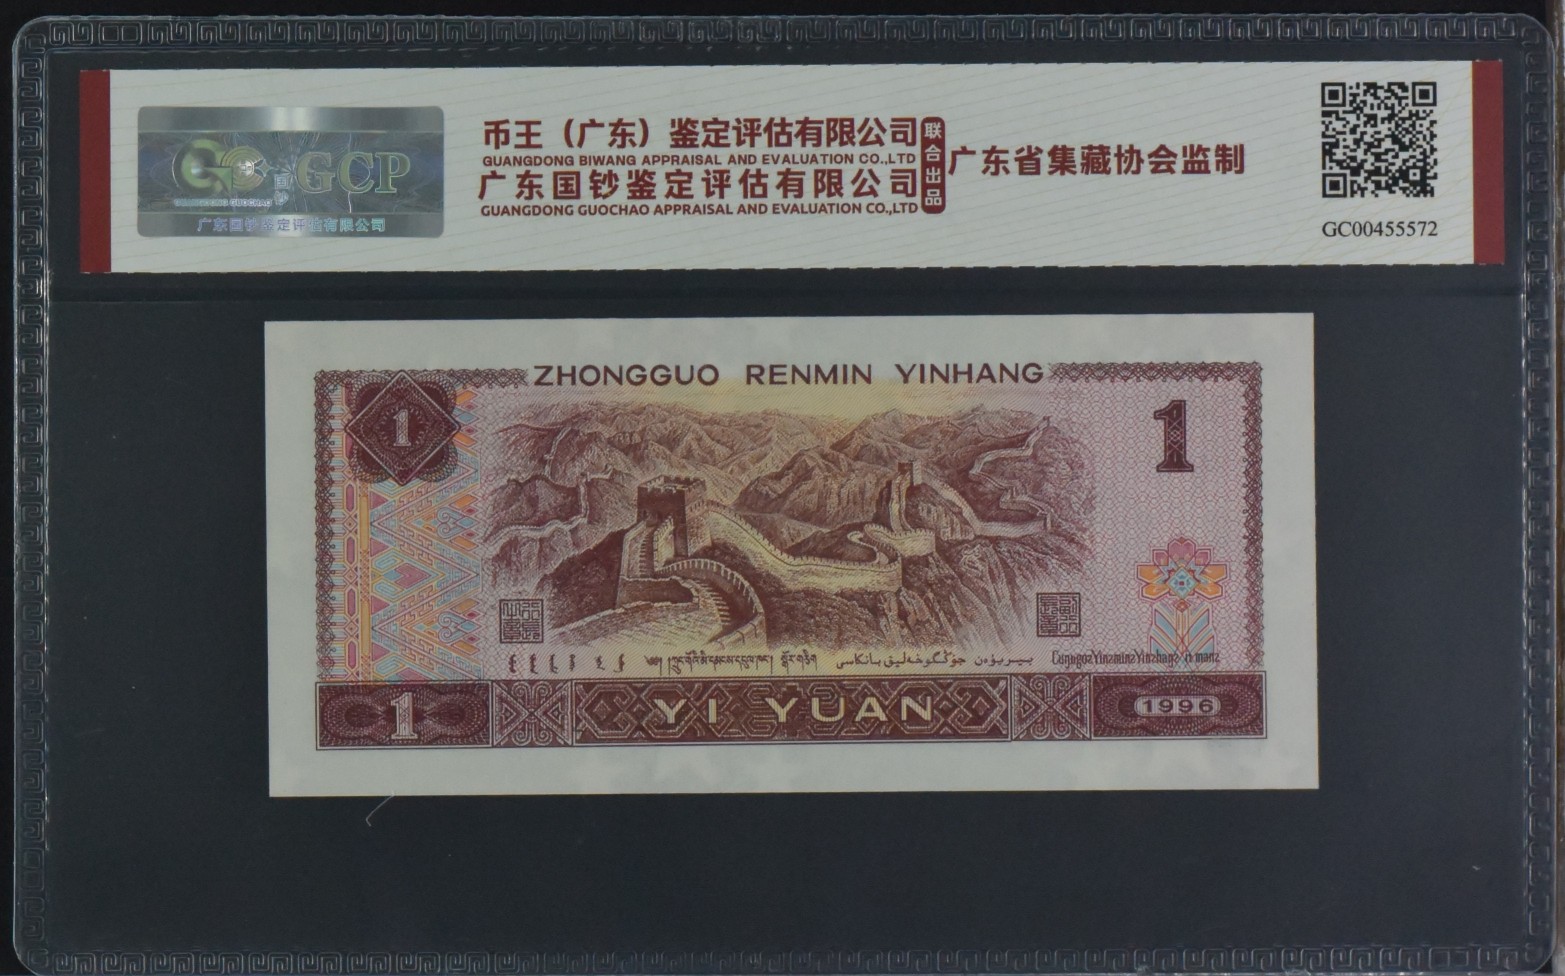 GCP
广东国钞鉴定评估有限公司
币王（广东）鉴定评估有限公司
GUANGDONG BIWANG APPRAISAL AND EVALUATION CO.,LTD
广东国钞鉴定评估有限公司
GUANGDONG GUOCHAO APPRAISAL AND EVALUATION CO.,LTD
联合出品
广东省集藏协会监制
GC00455572
ZHONGGUO RENMIN YINHANG
1
1
1
YI YUAN
1996